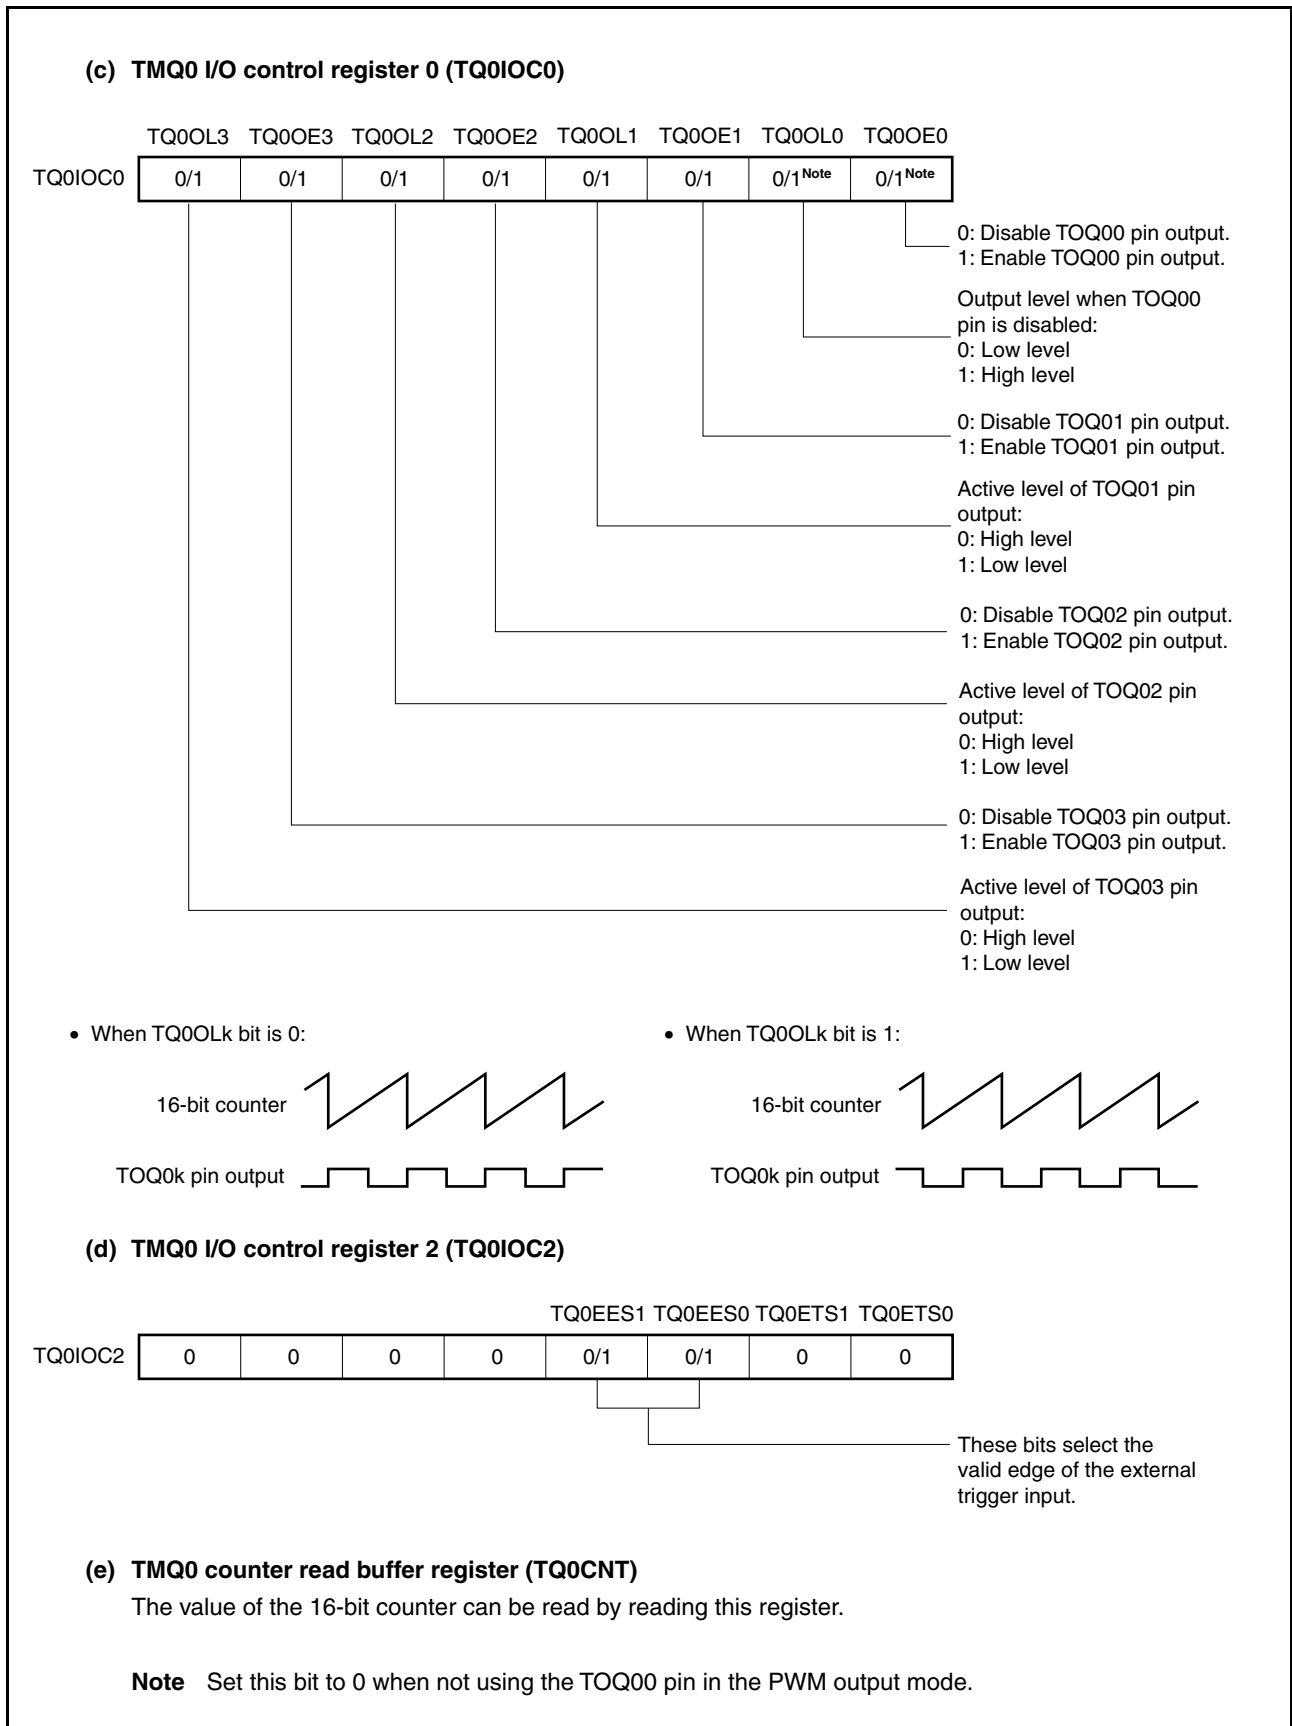 (c) TMQ0 I/O control register 0 (TQ0IOC0)
TQ0OL3 TQ0OE3 TQ0OL2 TQ0OE2 TQ0OL1 TQ0OE1 TQ0OL0 TQ0OE0
TQ0IOC0 0/1 0/1 0/1 0/1 0/1 0/1 0/1Note 0/1Note
0: Disable TOQ00 pin output.
1: Enable TOQ00 pin output.
Output level when TOQ00
pin is disabled:
0: Low level
1: High level
0: Disable TOQ01 pin output.
1: Enable TOQ01 pin output.
Active level of TOQ01 pin
output:
0: High level
1: Low level
0: Disable TOQ02 pin output.
1: Enable TOQ02 pin output.
Active level of TOQ02 pin
output:
0: High level
1: Low level
0: Disable TOQ03 pin output.
1: Enable TOQ03 pin output.
Active level of TOQ03 pin
output:
0: High level
1: Low level
• When TQ0OLk bit is 0:
16-bit counter
TOQ0k pin output
• When TQ0OLk bit is 1:
16-bit counter
TOQ0k pin output
(d) TMQ0 I/O control register 2 (TQ0IOC2)
TQ0EES1 TQ0EES0 TQ0ETS1 TQ0ETS0
TQ0IOC2 0 0 0 0 0/1 0/1 0 0
These bits select the
valid edge of the external
trigger input.
(e) TMQ0 counter read buffer register (TQ0CNT)
The value of the 16-bit counter can be read by reading this register.
Note Set this bit to 0 when not using the TOQ00 pin in the PWM output mode.